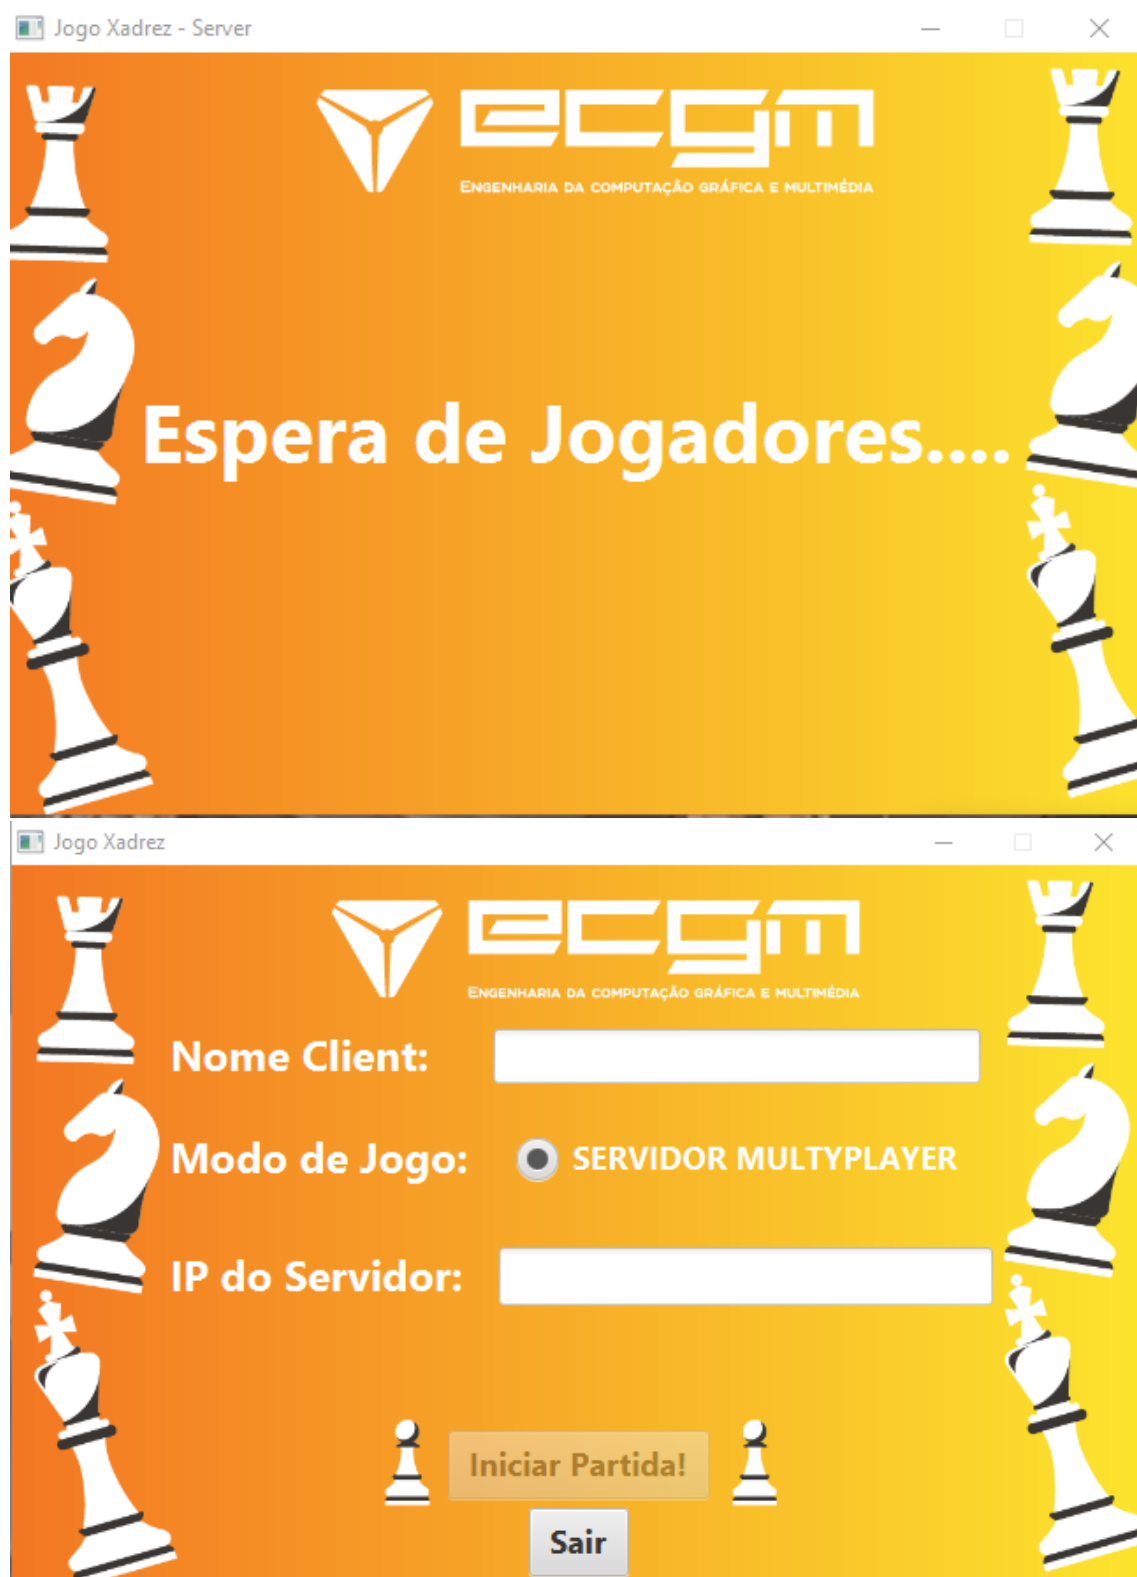 Jogo Xadrez - Server
ecgm
ENGENHARIA DA COMPUTAÇÃO GRÁFICA E MULTIMÉDIA
Espera de Jogadores....
Jogo Xadrez
ecgm
ENGENHARIA DA COMPUTAÇÃO GRÁFICA E MULTIMÉDIA
Nome Client:
Modo de Jogo: SERVIDOR MULTYPLAYER
IP do Servidor:
Iniciar Partida!
Sair